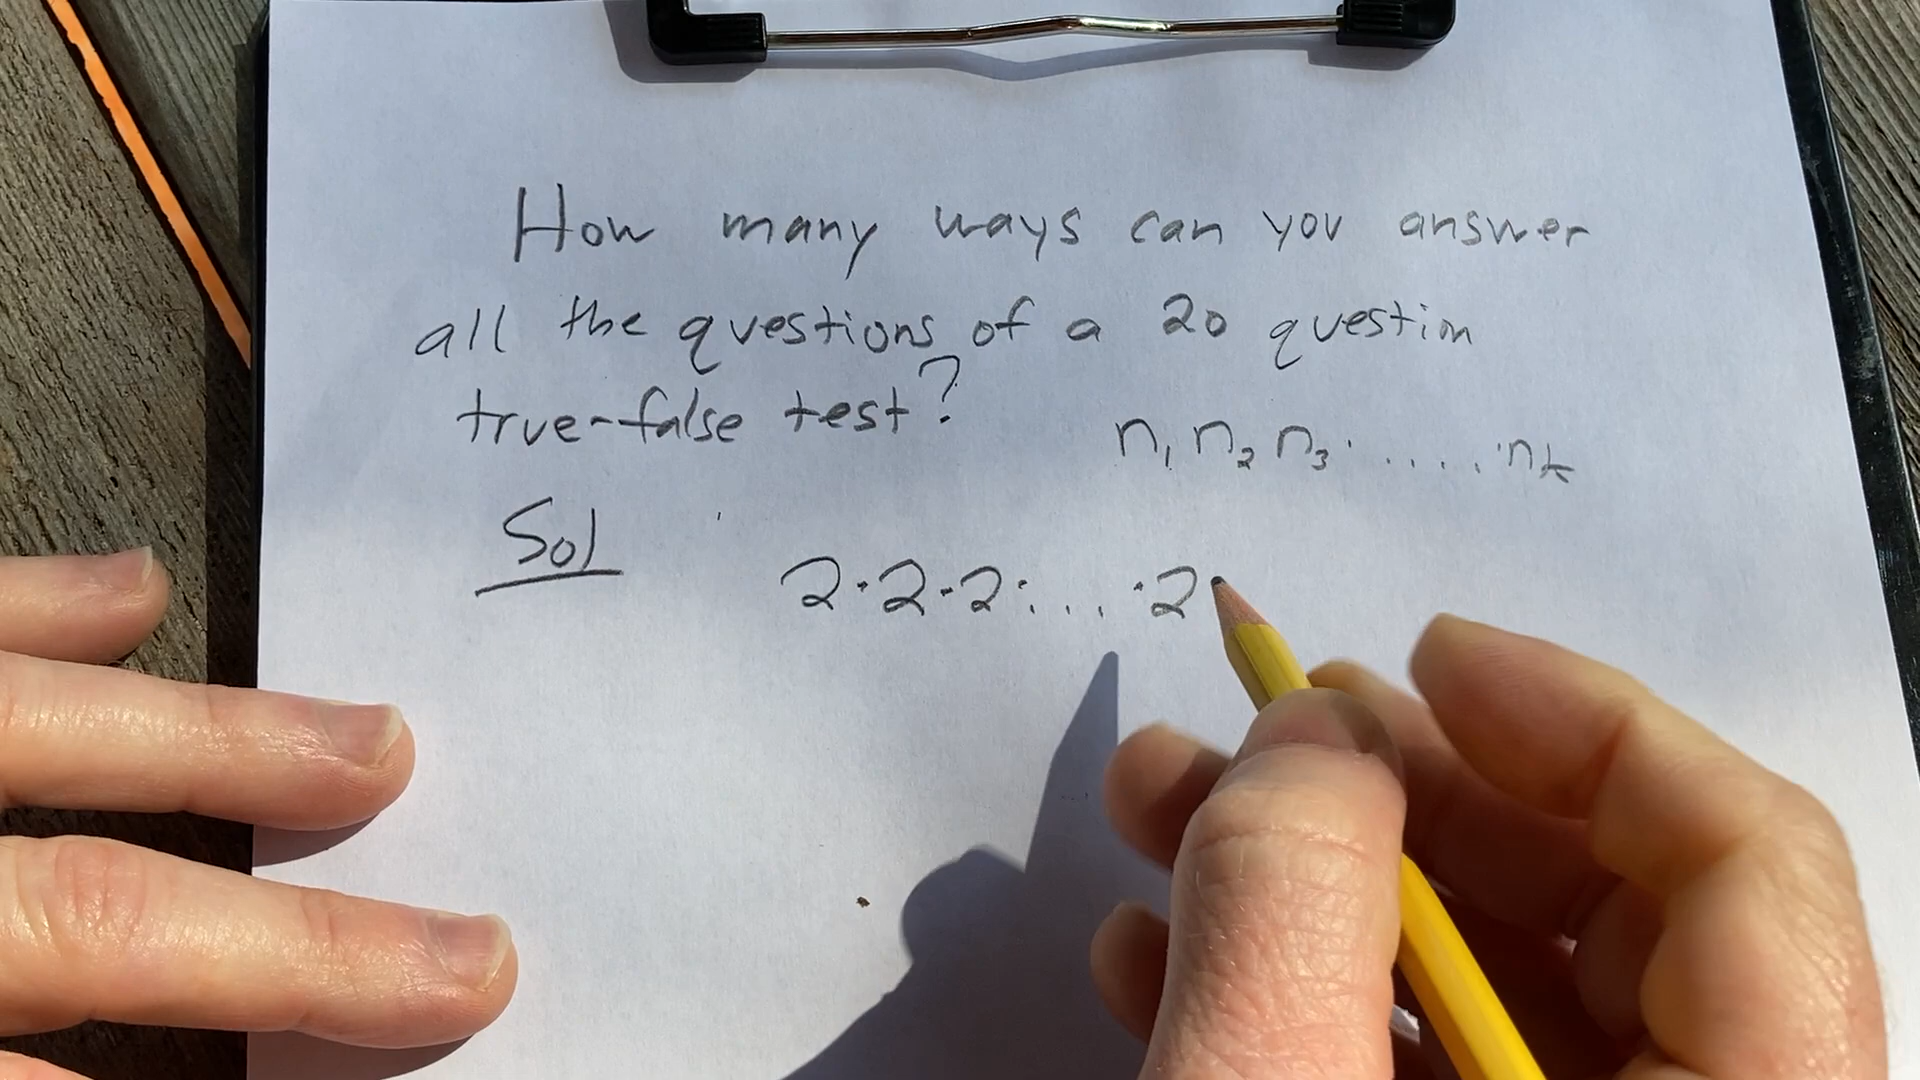 How many ways can you answer
all the questions of a 20 question
true-false test?
n₁ n₂ n₃ · . . . . · nₖ
Sol
2·2·2· . . . ·2